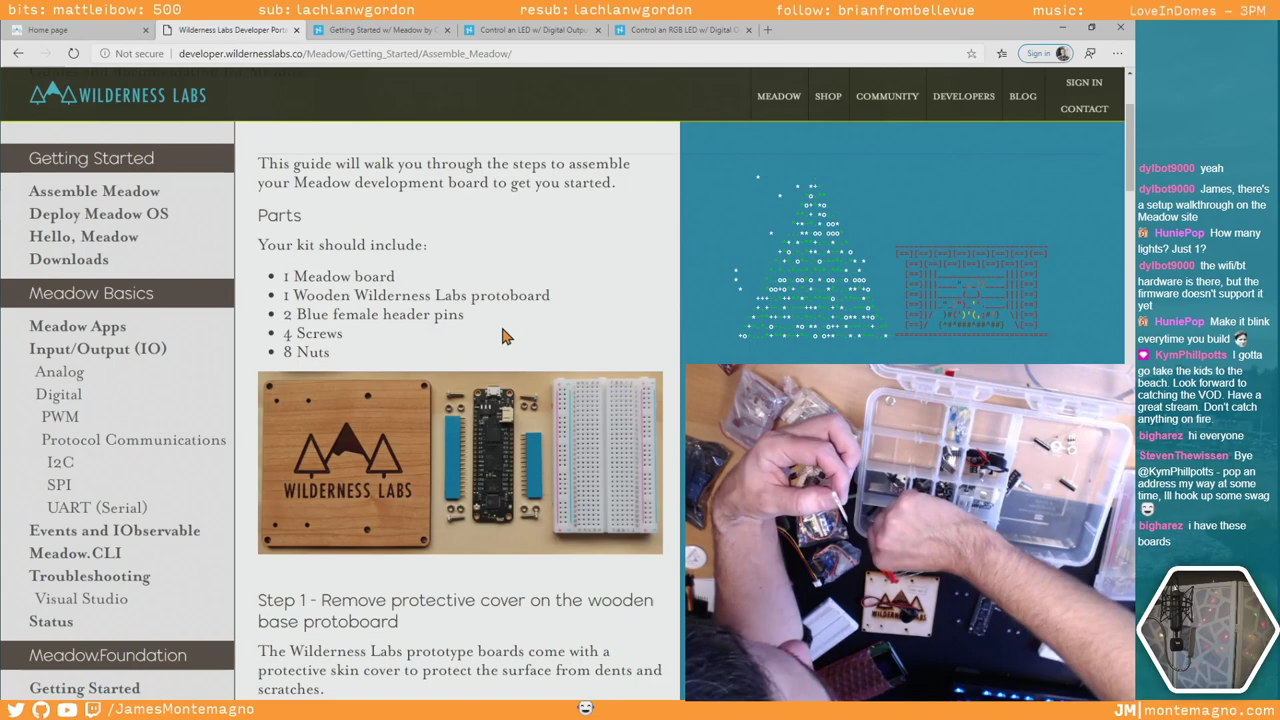 bits: mattleibow: 500
sub: lachlanwgordon
resub: lachlanwgordon
follow: brianfrombellevue
music:
LoveInDomes - 3PM
Home page
Wilderness Labs Developer Port
Getting Started w/ Meadow by
Control an LED w/ Digital Outpu
Control an RGB LED w/ Digital O
Not secure
developer.wildernesslabs.co/Meadow/Getting_Started/Assemble_Meadow/
Sign in
WILDERNESS LABS
MEADOW
SHOP
COMMUNITY
DEVELOPERS
BLOG
SIGN IN
CONTACT
Getting Started
Assemble Meadow
Deploy Meadow OS
Hello, Meadow
Downloads
Meadow Basics
Meadow Apps
Input/Output (IO)
Analog
Digital
PWM
Protocol Communications
I2C
SPI
UART (Serial)
Events and IObservable
Meadow.CLI
Troubleshooting
Visual Studio
Status
Meadow.Foundation
Getting Started
This guide will walk you through the steps to assemble
your Meadow development board to get you started.
Parts
Your kit should include:
1 Meadow board
1 Wooden Wilderness Labs protoboard
2 Blue female header pins
4 Screws
8 Nuts
WILDERNESS LABS
Step 1 - Remove protective cover on the wooden
base protoboard
The Wilderness Labs prototype boards come with a
protective skin cover to protect the surface from dents and
scratches.
dylbot9000 yeah
dylbot9000 James, there's
a setup walkthrough on the
Meadow site
HuniePop How many
lights? Just 1?
dylbot9000 the wifi/bt
hardware is there, but the
firmware doesn't support it
yet
HuniePop Make it blink
everytime you build
KymPhillpotts I gotta
go take the kids to the
beach. Look forward to
catching the VOD. Have a
great stream. Don't catch
anything on fire.
bigharez hi everyone
StevenThewissen Bye
@KymPhillpotts - pop an
address my way at some
time, Ill hook up some swag
bigharez i have these
boards
/JamesMontemagno
JM
montemagno.com